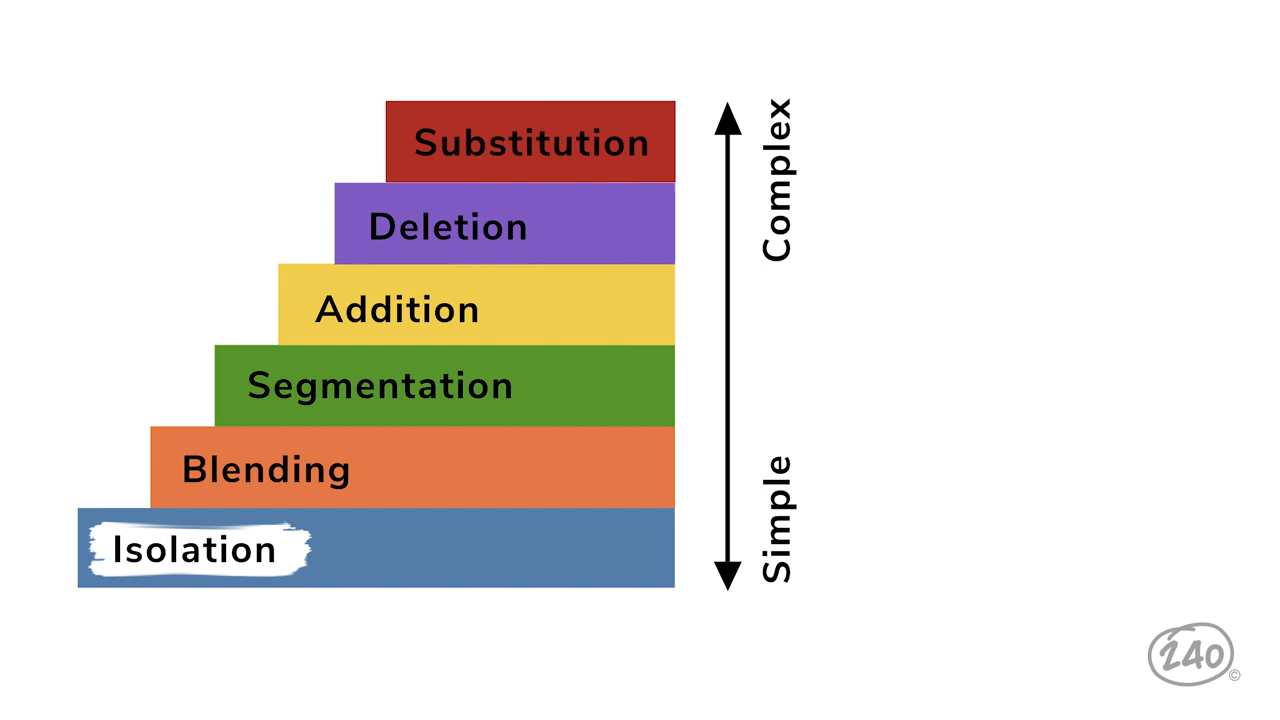 Substitution
Deletion
Addition
Segmentation
Blending
Isolation
Complex
Simple
240
©